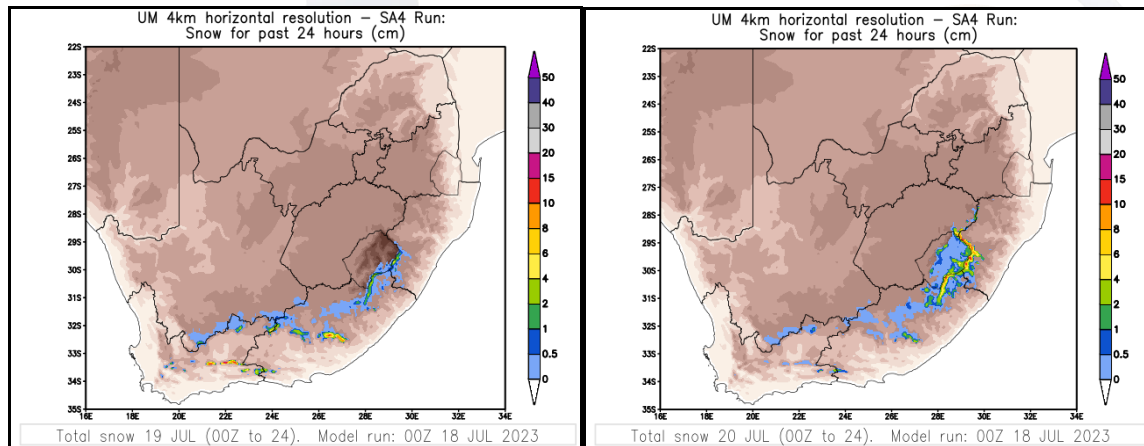 UM 4km horizontal resolution – SA4 Run:
Snow for past 24 hours (cm)
22S
23S
24S
25S
26S
27S
28S
29S
30S
31S
32S
33S
34S
35S
16E 18E 20E 22E 24E 26E 28E 30E 32E 34E
50
40
30
20
15
10
8
6
4
2
1
0.5
0
Total snow 19 JUL (00Z to 24). Model run: 00Z 18 JUL 2023
UM 4km horizontal resolution – SA4 Run:
Snow for past 24 hours (cm)
22S
23S
24S
25S
26S
27S
28S
29S
30S
31S
32S
33S
34S
35S
16E 18E 20E 22E 24E 26E 28E 30E 32E 34E
50
40
30
20
15
10
8
6
4
2
1
0.5
0
Total snow 20 JUL (00Z to 24). Model run: 00Z 18 JUL 2023